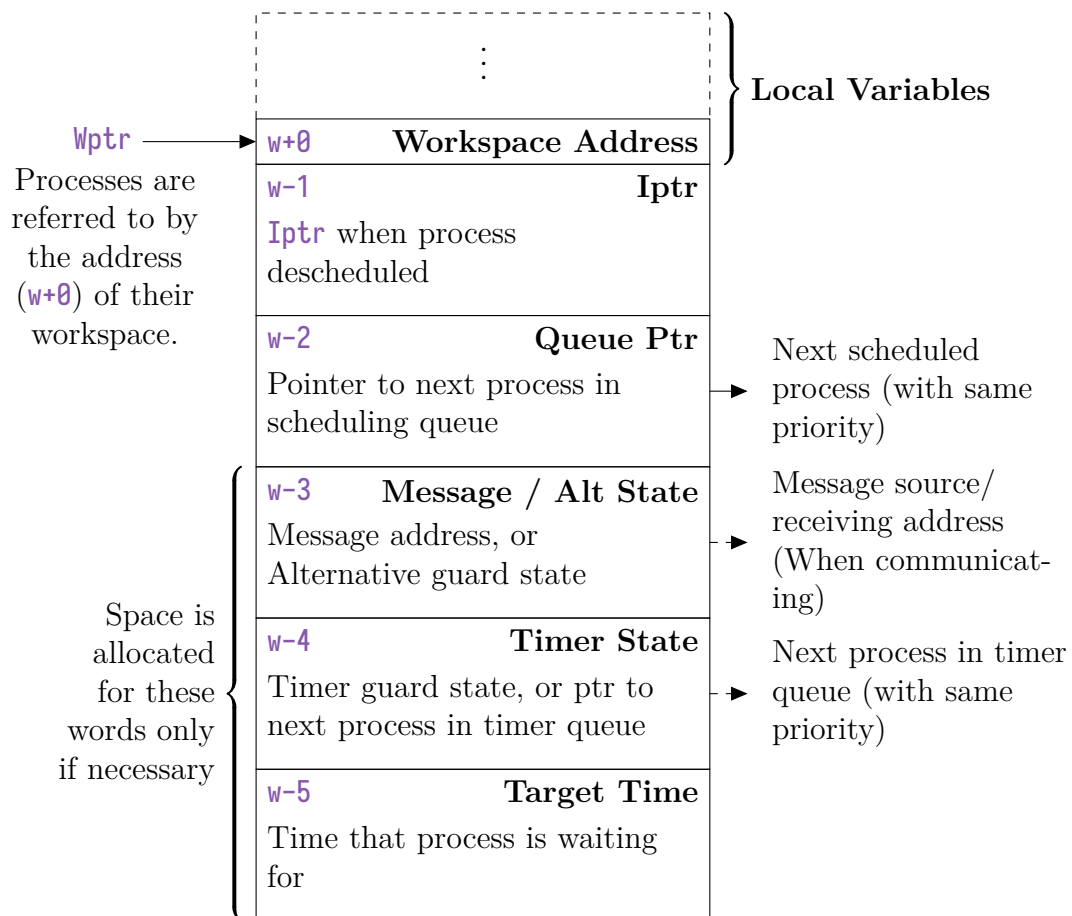 ⋮
Local Variables
Wptr
w+0 Workspace Address
Processes are
referred to by
the address
(w+0) of their
workspace.
w-1 Iptr
Iptr when process
descheduled
w-2 Queue Ptr
Pointer to next process in
scheduling queue
Next scheduled
process (with same
priority)
w-3 Message / Alt State
Message address, or
Alternative guard state
Message source/
receiving address
(When communicat-
ing)
Space is
allocated
for these
words only
if necessary
w-4 Timer State
Timer guard state, or ptr to
next process in timer queue
Next process in timer
queue (with same
priority)
w-5 Target Time
Time that process is waiting
for